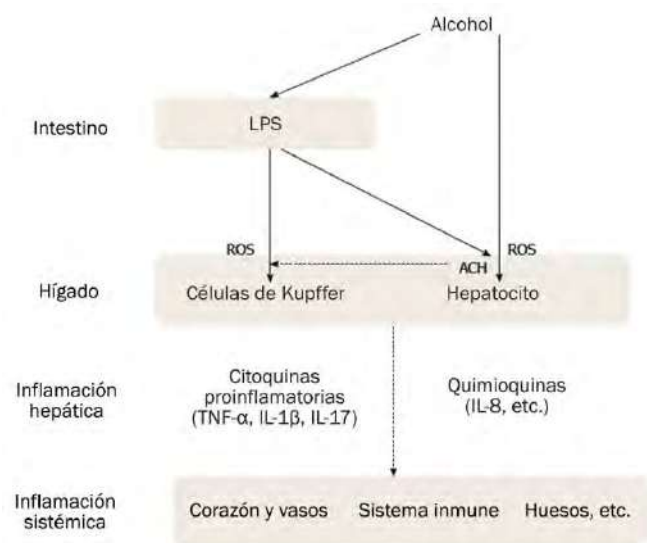 Alcohol
Intestino
LPS
ROS
ROS
ACH
Hígado
Células de Kupffer
Hepatocito
Inflamación
hepática
Citoquinas
proinflamatorias
(TNF-α, IL-1β, IL-17)
Quimioquinas
(IL-8, etc.)
Inflamación
sistémica
Corazón y vasos
Sistema inmune
Huesos, etc.